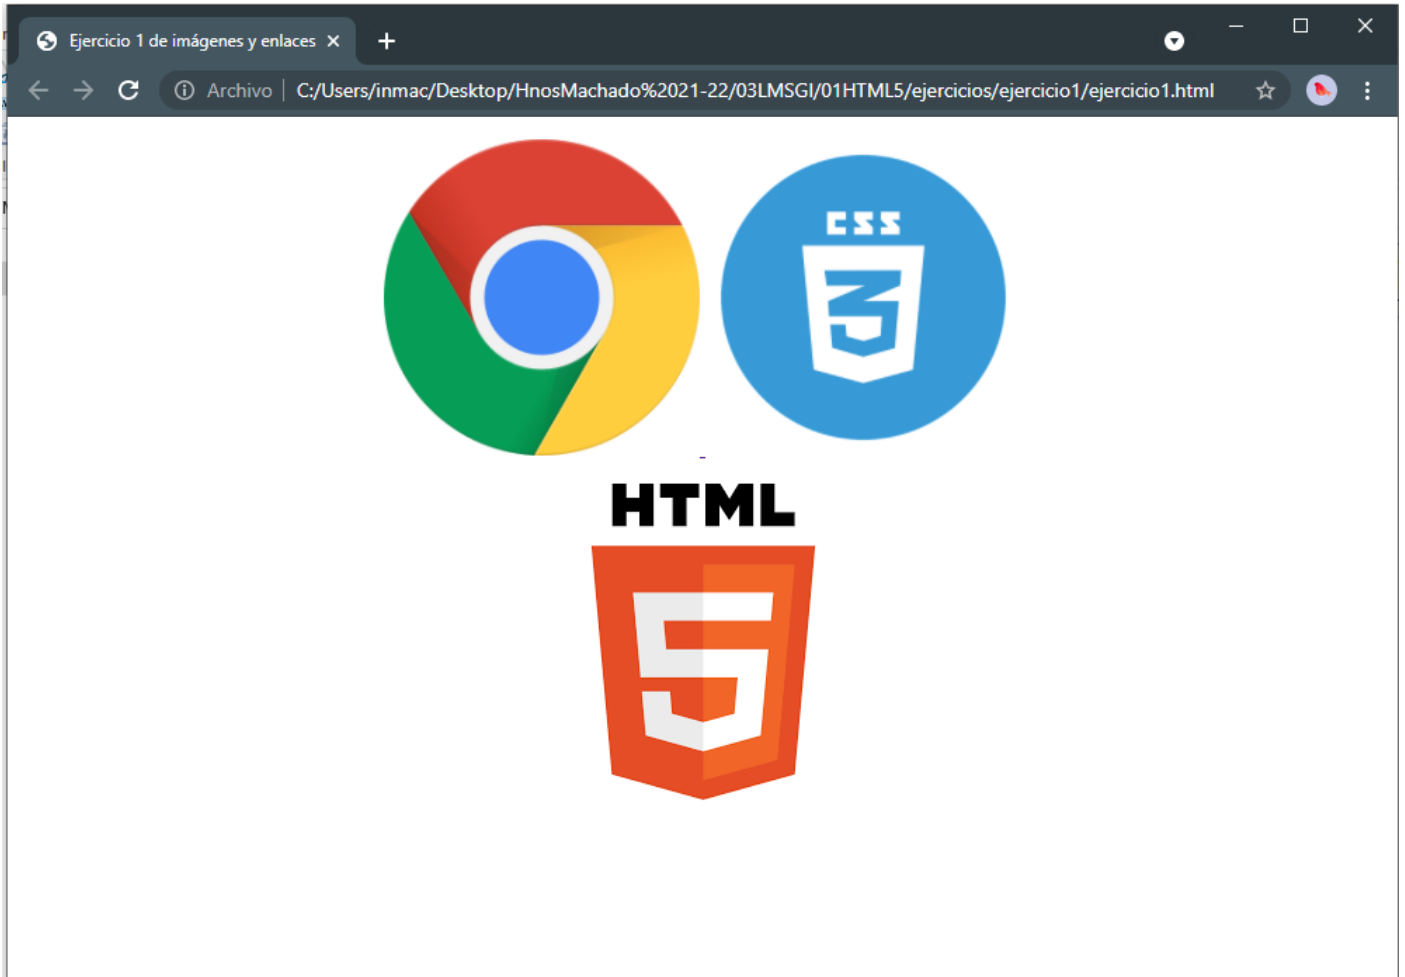 Ejercicio 1 de imágenes y enlaces
Archivo C:/Users/inmac/Desktop/HnosMachado%2021-22/03LMSGI/01HTML5/ejercicios/ejercicio1/ejercicio1.html
CSS
3
HTML
5